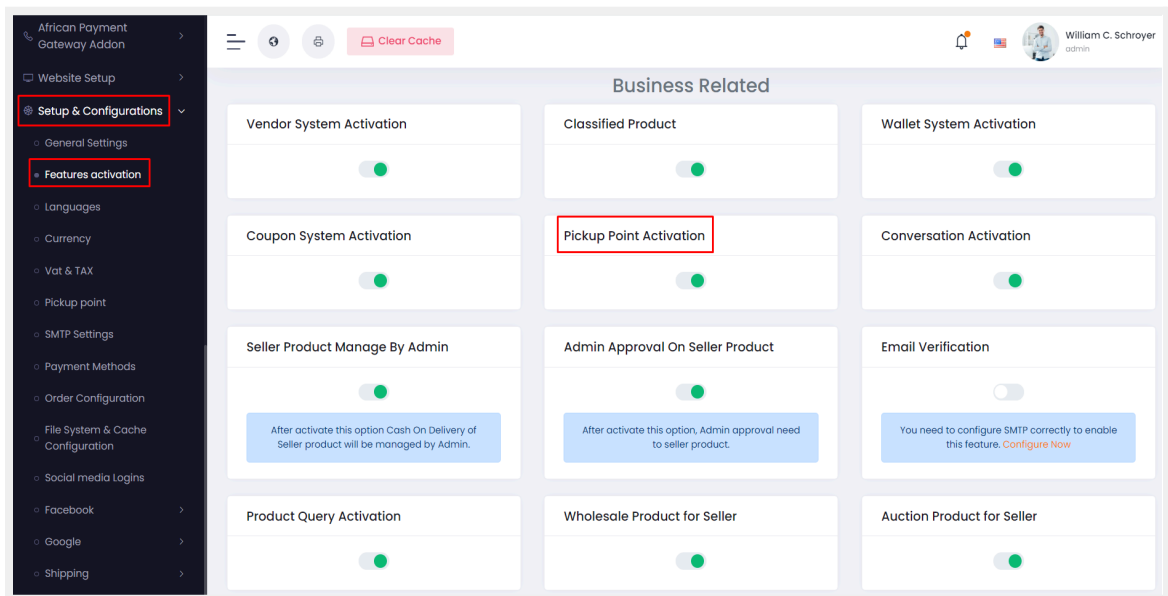 African Payment
Gateway Addon
Website Setup
Setup & Configurations
General Settings
Features activation
Languages
Currency
Vat & TAX
Pickup point
SMTP Settings
Payment Methods
Order Configuration
File System & Cache
Configuration
Social media Logins
Facebook
Google
Shipping
Clear Cache
William C. Schroyer
admin
Business Related
Vendor System Activation
Classified Product
Wallet System Activation
Coupon System Activation
Pickup Point Activation
Conversation Activation
Seller Product Manage By Admin
After activate this option Cash On Delivery of
Seller product will be managed by Admin.
Admin Approval On Seller Product
After activate this option, Admin approval need
to seller product.
Email Verification
You need to configure SMTP correctly to enable
this feature. Configure Now
Product Query Activation
Wholesale Product for Seller
Auction Product for Seller